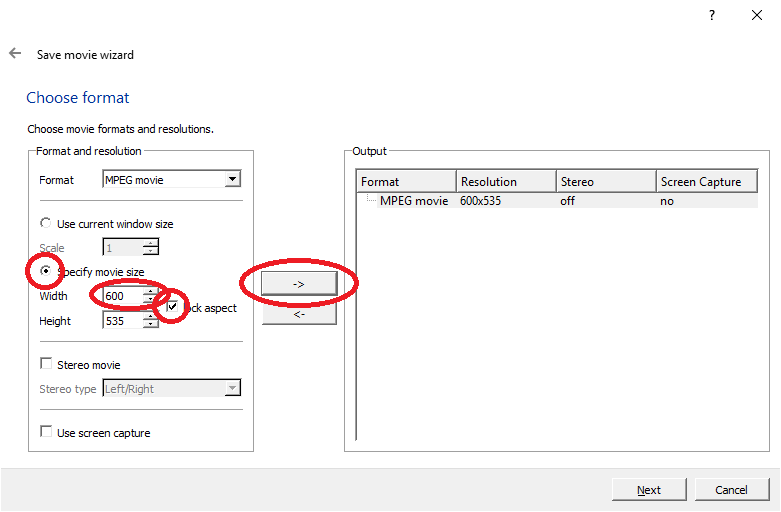 ?
Save movie wizard
Choose format
Choose movie formats and resolutions.
Format and resolution
Format MPEG movie
Use current window size
Scale 1
Specify movie size
Width 600
lock aspect
Height 535
Stereo movie
Stereo type Left/Right
Use screen capture
->
<-
Output
Format Resolution Stereo Screen Capture
MPEG movie 600x535 off no
Next Cancel